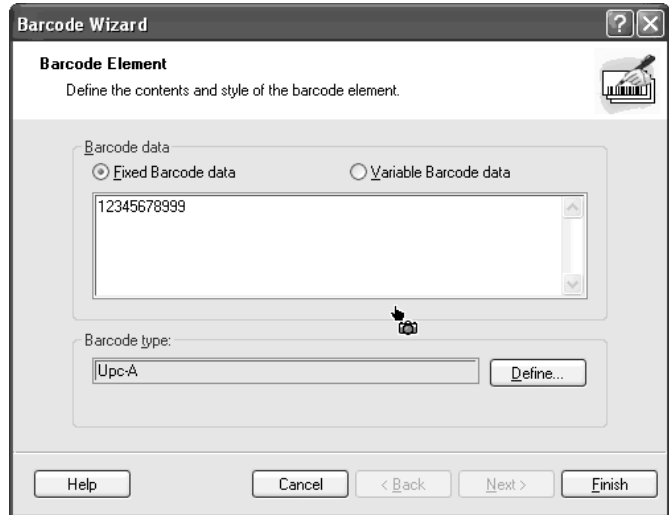 Barcode Wizard
Barcode Element
Define the contents and style of the barcode element.
Barcode data
Fixed Barcode data Variable Barcode data
12345678999
Barcode type:
Upc-A Define...
Help Cancel < Back Next > Finish